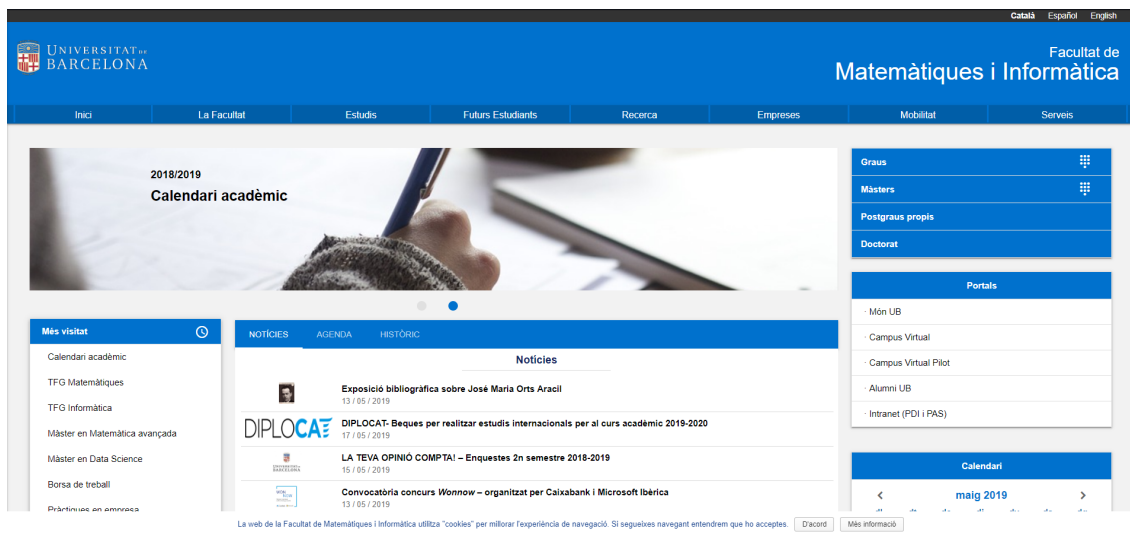 Català Español English
UNIVERSITAT DE
BARCELONA
Facultat de
Matemàtiques i Informàtica
Inici La Facultat Estudis Futurs Estudiants Recerca Empreses Mobilitat Serveis
2018/2019
Calendari acadèmic
Graus
Màsters
Postgraus propis
Doctorat
Portals
· Món UB
· Campus Virtual
· Campus Virtual Pilot
· Alumni UB
· Intranet (PDI i PAS)
Més visitat
Calendari acadèmic
TFG Matemàtiques
TFG Informàtica
Màster en Matemàtica avançada
Màster en Data Science
Borsa de treball
Pràctiques en empresa
NOTÍCIES AGENDA HISTÒRIC
Notícies
Exposició bibliogràfica sobre José Maria Orts Aracil
13 / 05 / 2019
DIPLOCAT
DIPLOCAT- Beques per realitzar estudis internacionals per al curs acadèmic 2019-2020
17 / 05 / 2019
LA TEVA OPINIÓ COMPTA! – Enquestes 2n semestre 2018-2019
15 / 05 / 2019
Convocatòria concurs Wonnow – organitzat per Caixabank i Microsoft Ibèrica
13 / 05 / 2019
Calendari
< maig 2019 >
La web de la Facultat de Matemàtiques i Informàtica utilitza "cookies" per millorar l'experiència de navegació. Si segueixes navegant entendrem que ho acceptes. D'acord Més informació